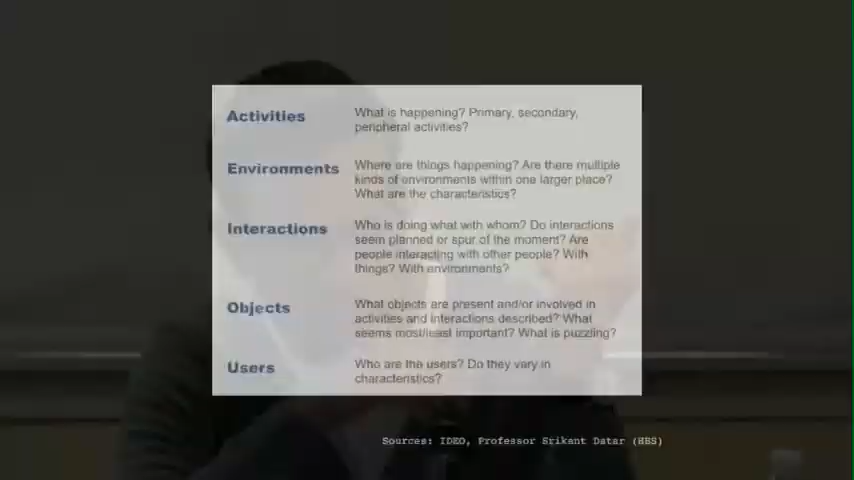 Activities
What is happening? Primary, secondary,
peripheral activities?
Environments
Where are things happening? Are there multiple
kinds of environments within one larger place?
What are the characteristics?
Interactions
Who is doing what with whom? Do interactions
seem planned or spur of the moment? Are
people interacting with other people? With
things? With environments?
Objects
What objects are present and/or involved in
activities and interactions described? What
seems most/least important? What is puzzling?
Users
Who are the users? Do they vary in
characteristics?
Sources: IDEO, Professor Srikant Datar (HBS)